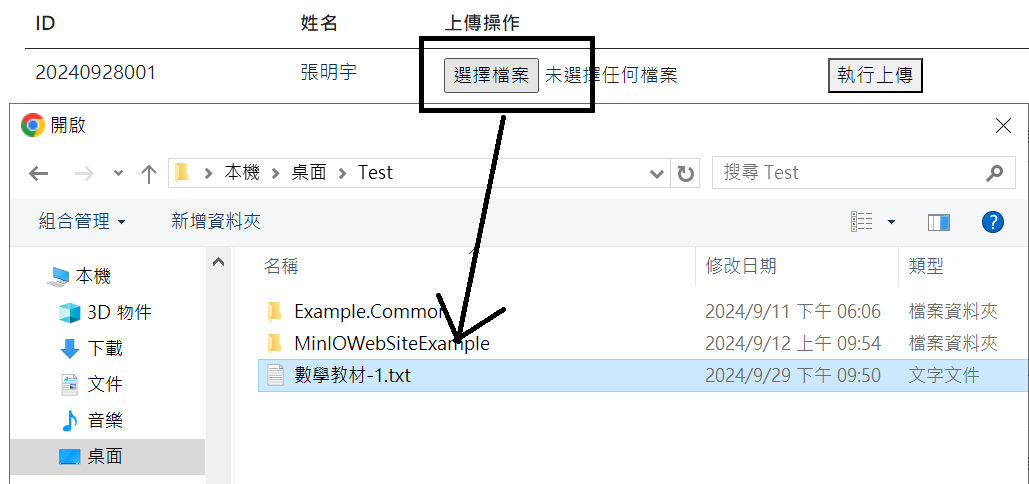 ID 姓名 上傳操作
20240928001 張明宇 選擇檔案 未選擇任何檔案 執行上傳
開啟
本機 桌面 Test 搜尋 Test
組合管理 新增資料夾
名稱 修改日期 類型
本機
3D 物件 Example.Common 2024/9/11 下午 06:06 檔案資料夾
下載 MinIOWebSiteExample 2024/9/12 上午 09:54 檔案資料夾
文件 數學教材-1.txt 2024/9/29 下午 09:50 文字文件
音樂
桌面